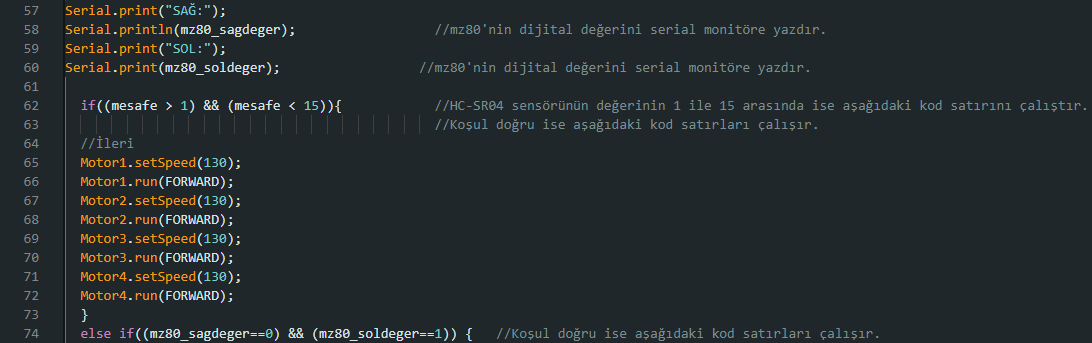 57 Serial.print("SAĞ:");
58 Serial.println(mz80_sagdeger); //mz80'nin dijital değerini serial monitöre yazdır.
59 Serial.print("SOL:");
60 Serial.print(mz80_soldeger); //mz80'nin dijital değerini serial monitöre yazdır.
61
62 if((mesafe > 1) && (mesafe < 15)){ //HC-SR04 sensörünün değerinin 1 ile 15 arasında ise aşağıdaki kod satırını çalıştır.
63 //Koşul doğru ise aşağıdaki kod satırları çalışır.
64 //İleri
65 Motor1.setSpeed(130);
66 Motor1.run(FORWARD);
67 Motor2.setSpeed(130);
68 Motor2.run(FORWARD);
69 Motor3.setSpeed(130);
70 Motor3.run(FORWARD);
71 Motor4.setSpeed(130);
72 Motor4.run(FORWARD);
73 }
74 else if((mz80_sagdeger==0) && (mz80_soldeger==1)) { //Koşul doğru ise aşağıdaki kod satırları çalışır.